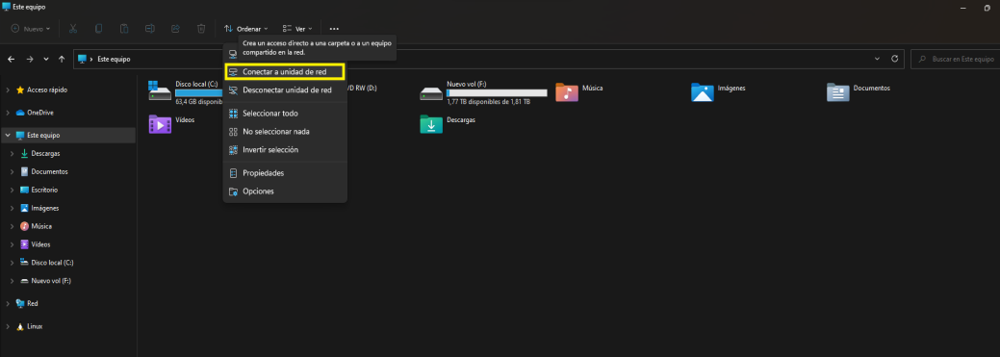 Este equipo
Nuevo
Ordenar
Ver
Crea un acceso directo a una carpeta o a un equipo
compartido en la red.
Este equipo
Buscar en Este equipo
Conectar a unidad de red
Desconectar unidad de red
Seleccionar todo
No seleccionar nada
Invertir selección
Propiedades
Opciones
Acceso rápido
OneDrive
Este equipo
Descargas
Documentos
Escritorio
Imágenes
Música
Vídeos
Disco local (C:)
Nuevo vol (F:)
Red
Linux
Disco local (C:)
63,4 GB disponib
VD RW (D:)
Nuevo vol (F:)
1,77 TB disponibles de 1,81 TB
Música
Imágenes
Documentos
Vídeos
Descargas